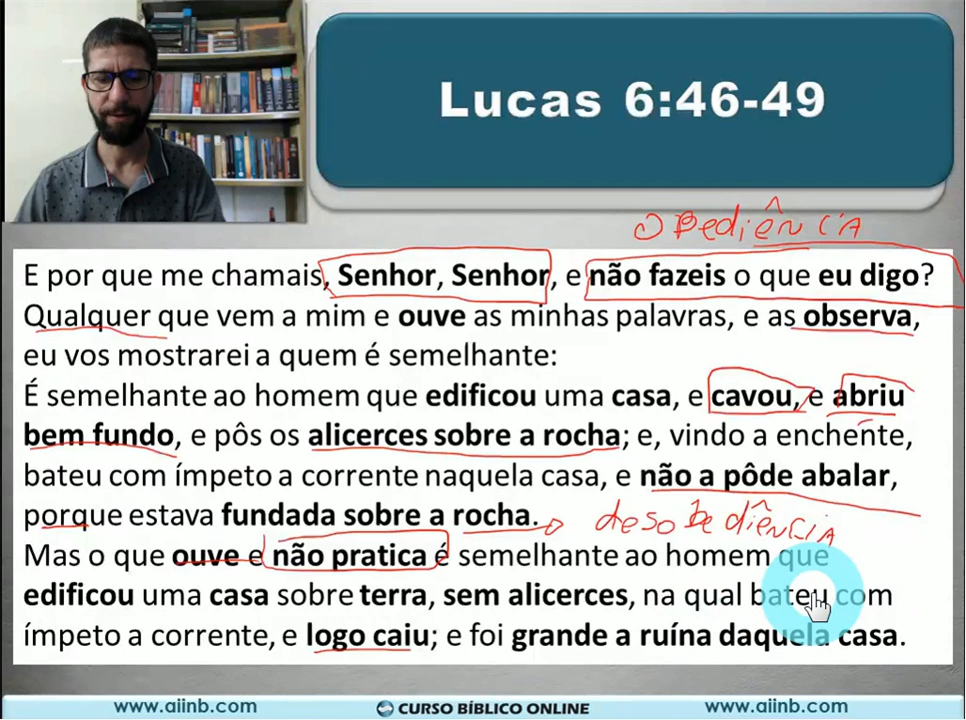 Lucas 6:46-49
OBediÊNCIA
E por que me chamais, Senhor, Senhor, e não fazeis o que eu digo?
Qualquer que vem a mim e ouve as minhas palavras, e as observa,
eu vos mostrarei a quem é semelhante:
É semelhante ao homem que edificou uma casa, e cavou, e abriu
bem fundo, e pôs os alicerces sobre a rocha; e, vindo a enchente,
bateu com ímpeto a corrente naquela casa, e não a pôde abalar,
porque estava fundada sobre a rocha. desobediÊNCIA
Mas o que ouve e não pratica é semelhante ao homem que
edificou uma casa sobre terra, sem alicerces, na qual bateu com
ímpeto a corrente, e logo caiu; e foi grande a ruína daquela casa.
www.aiinb.com CURSO BÍBLICO ONLINE www.aiinb.com